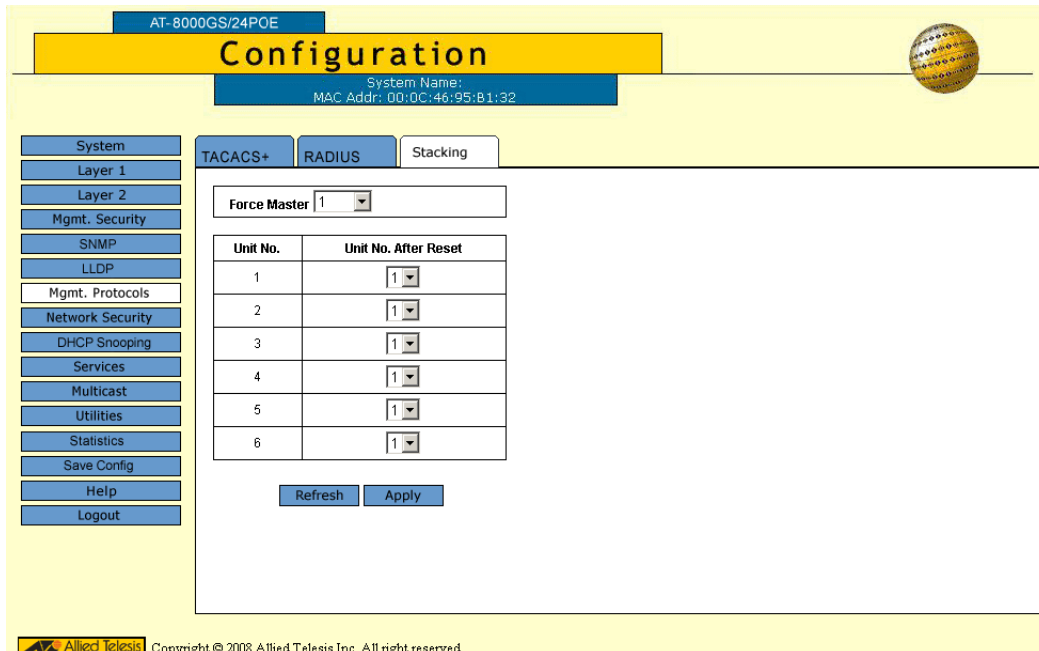 AT-8000GS/24POE
Configuration
System Name:
MAC Addr: 00:0C:46:95:B1:32
System
Layer 1
Layer 2
Mgmt. Security
SNMP
LLDP
Mgmt. Protocols
Network Security
DHCP Snooping
Services
Multicast
Utilities
Statistics
Save Config
Help
Logout
TACACS+ RADIUS Stacking
Force Master 1
Unit No. Unit No. After Reset
1 1
2 1
3 1
4 1
5 1
6 1
Refresh Apply
Allied Telesis Copyright © 2008 Allied Telesis Inc. All right reserved.